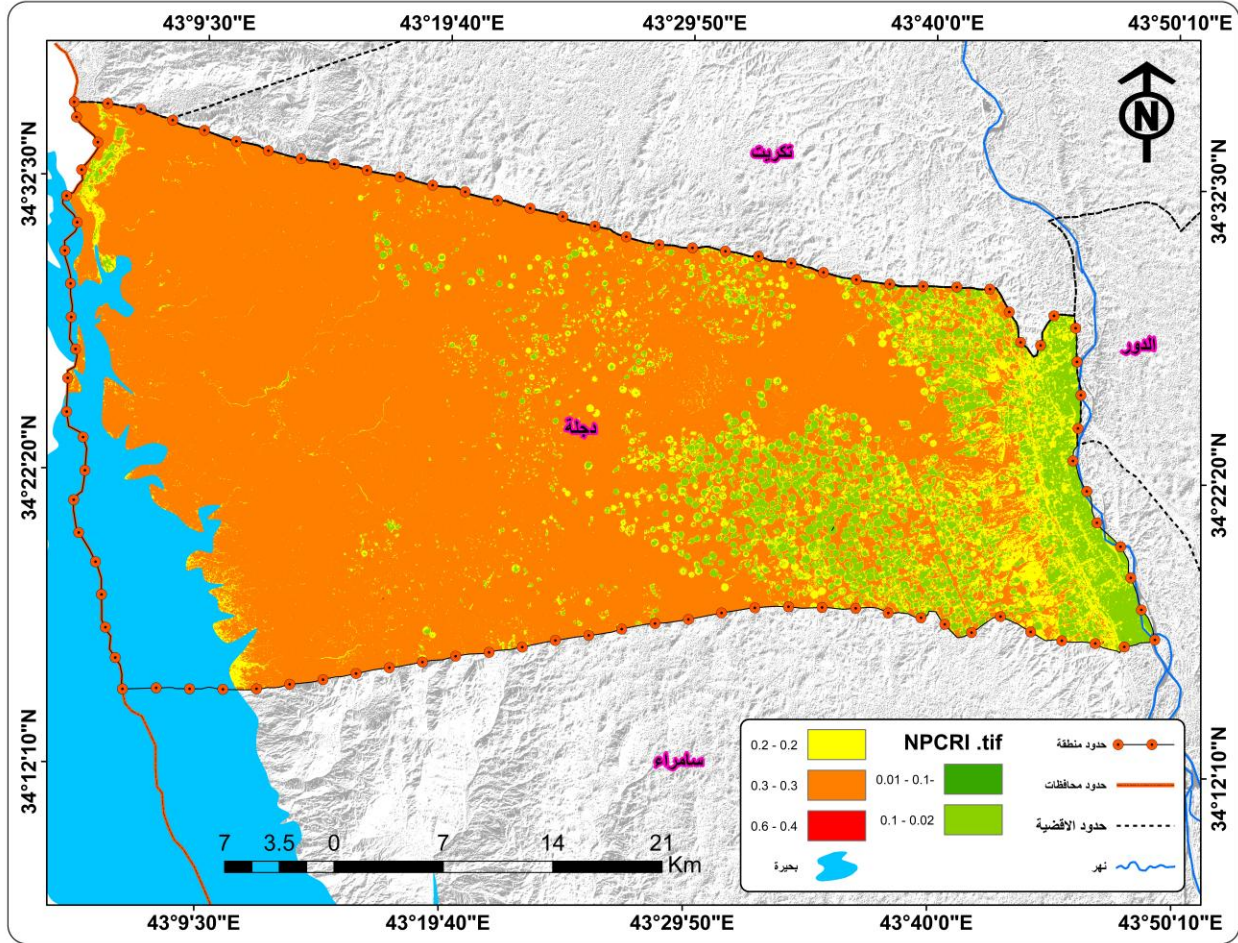 43°9'30"E 43°19'40"E 43°29'50"E 43°40'0"E 43°50'10"E
N
34°32'30"N
34°32'30"N
تكريت
الدور
دجلة
34°22'20"N
34°22'20"N
سامراء
34°12'10"N
34°12'10"N
7 3.5 0 7 14 21
Km
NPCRI .tif
حدود منطقة
حدود محافظات
حدود الاقضية
نهر
0.01 - 0.1-
0.1 - 0.02
0.2 - 0.2
0.3 - 0.3
0.6 - 0.4
بحيرة
43°9'30"E 43°19'40"E 43°29'50"E 43°40'0"E 43°50'10"E